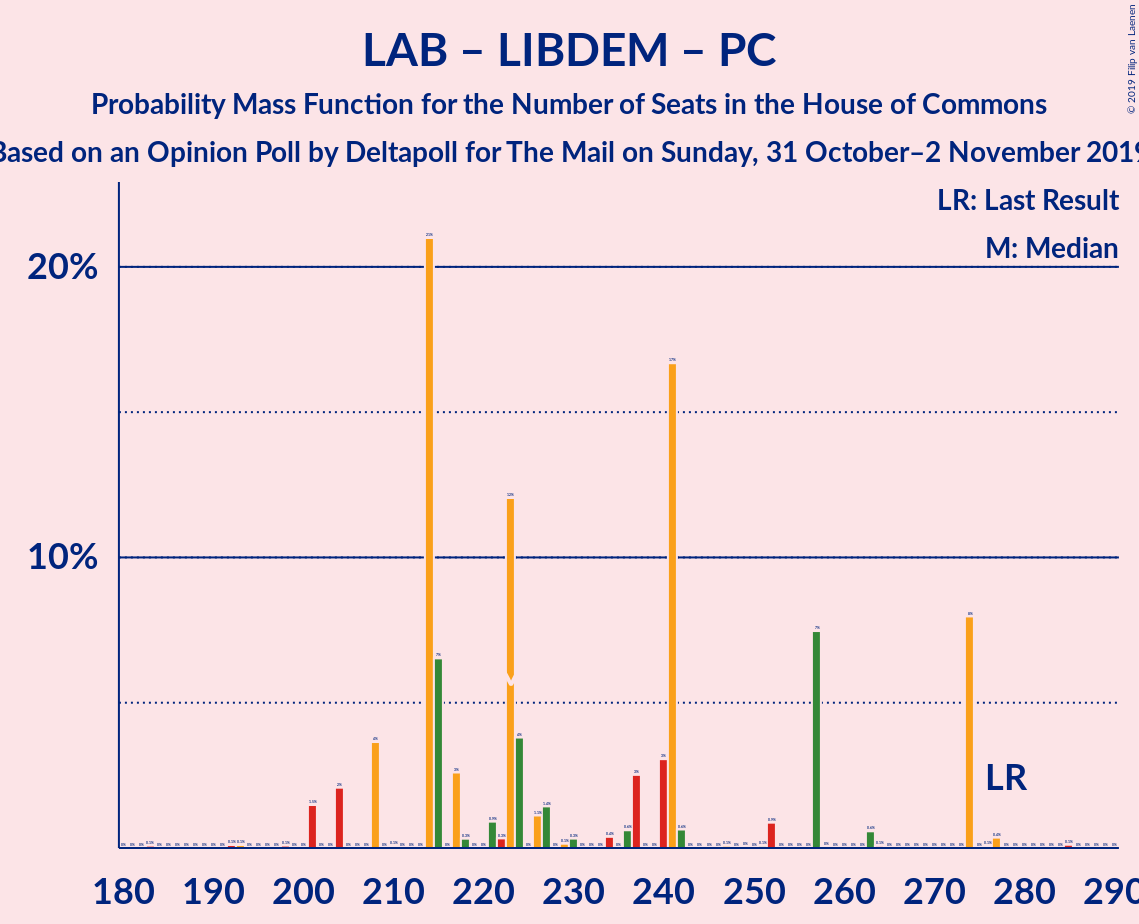 LAB – LIBDEM – PC
Probability Mass Function for the Number of Seats in the House of Commons
Based on an Opinion Poll by Deltapoll for The Mail on Sunday, 31 October–2 November 2019
© 2019 Filip van Laenen
LR: Last Result
M: Median
20%
10%
LR
180 190 200 210 220 230 240 250 260 270 280 290